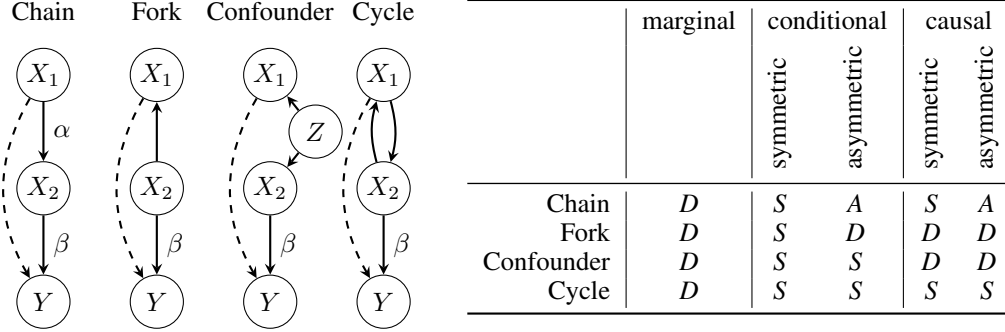 Chain Fork Confounder Cycle
X₁ X₁ X₁ X₁
α Z
X₂ X₂ X₂ X₂
β β β β
Y Y Y Y
marginal conditional causal
symmetric asymmetric symmetric asymmetric
Chain D S A S A
Fork D S D D D
Confounder D S S D D
Cycle D S S S S